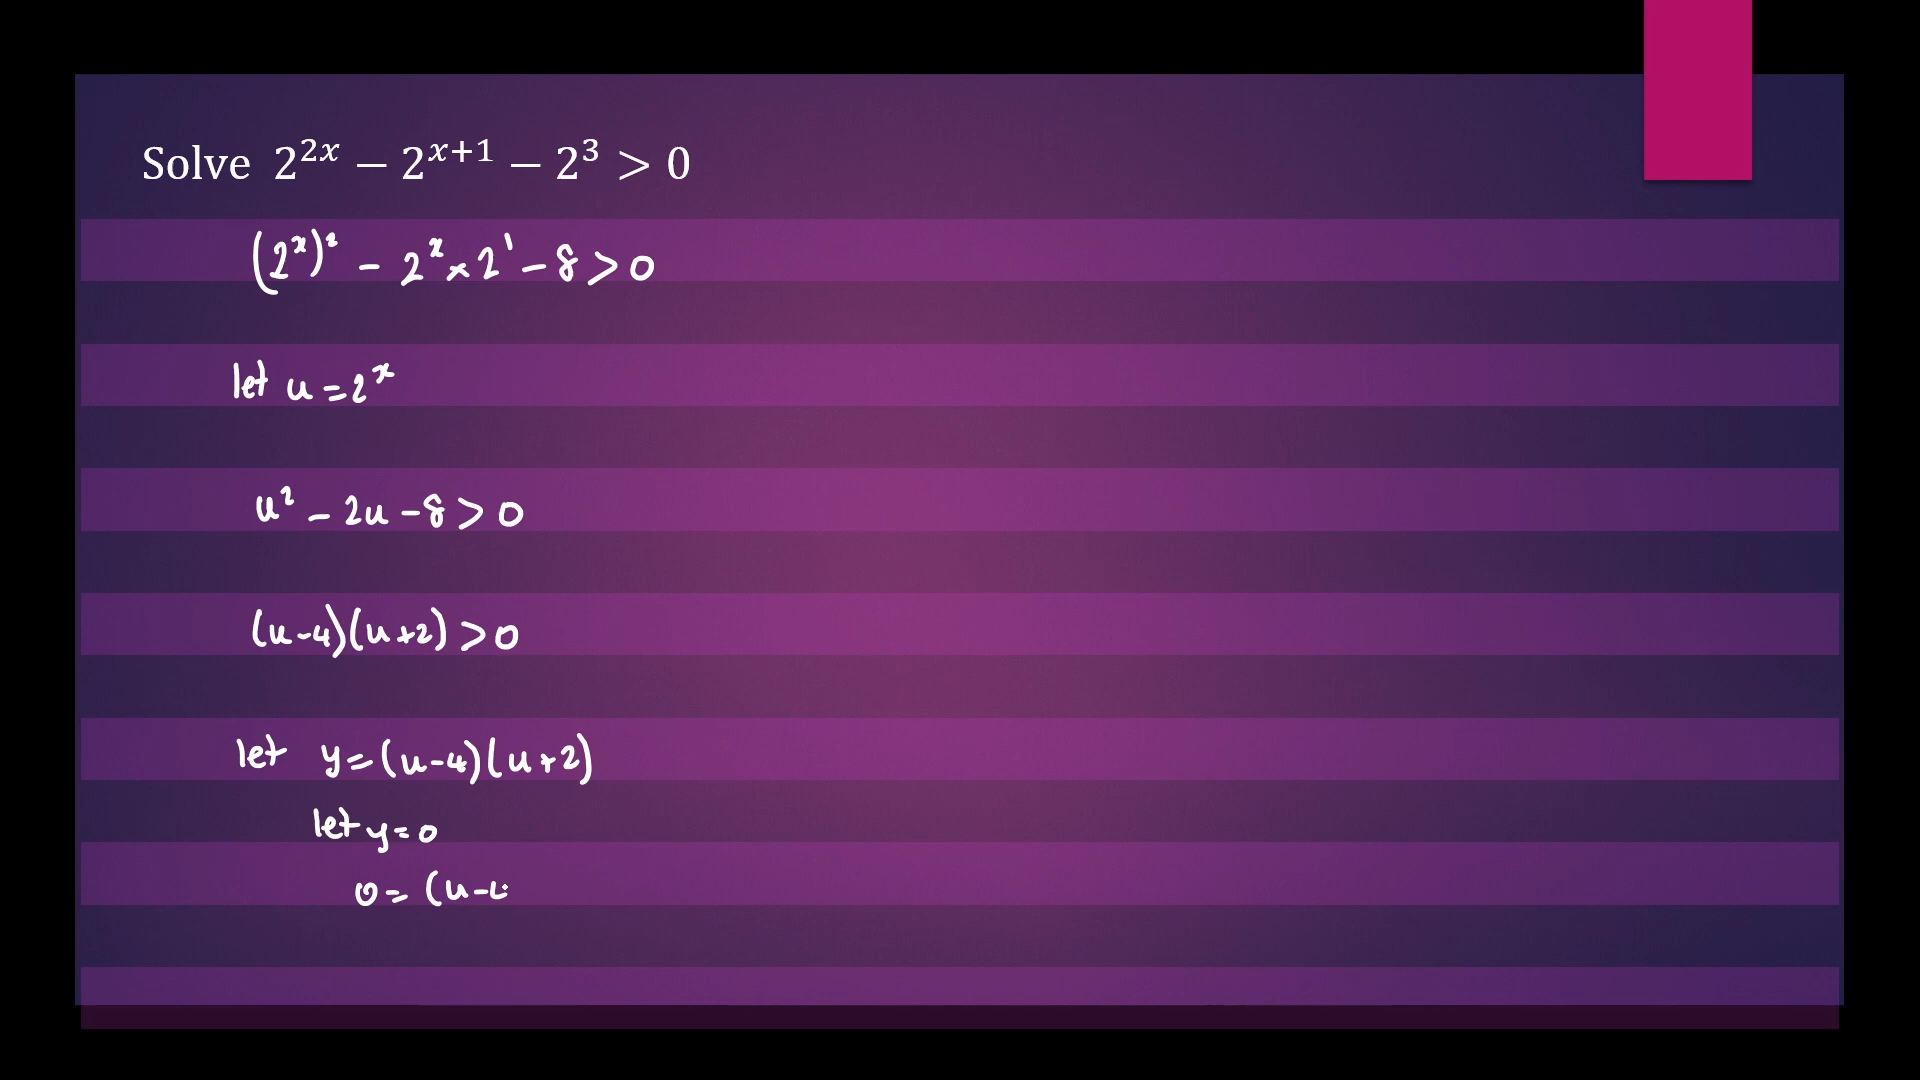 Solve 2^{2x} − 2^{x+1} − 2^3 > 0
(2^x)^2 − 2^x × 2^1 − 8 > 0
let u = 2^x
u^2 − 2u − 8 > 0
(u−4)(u+2) > 0
let y = (u−4)(u+2)
let y = 0
0 = (u−